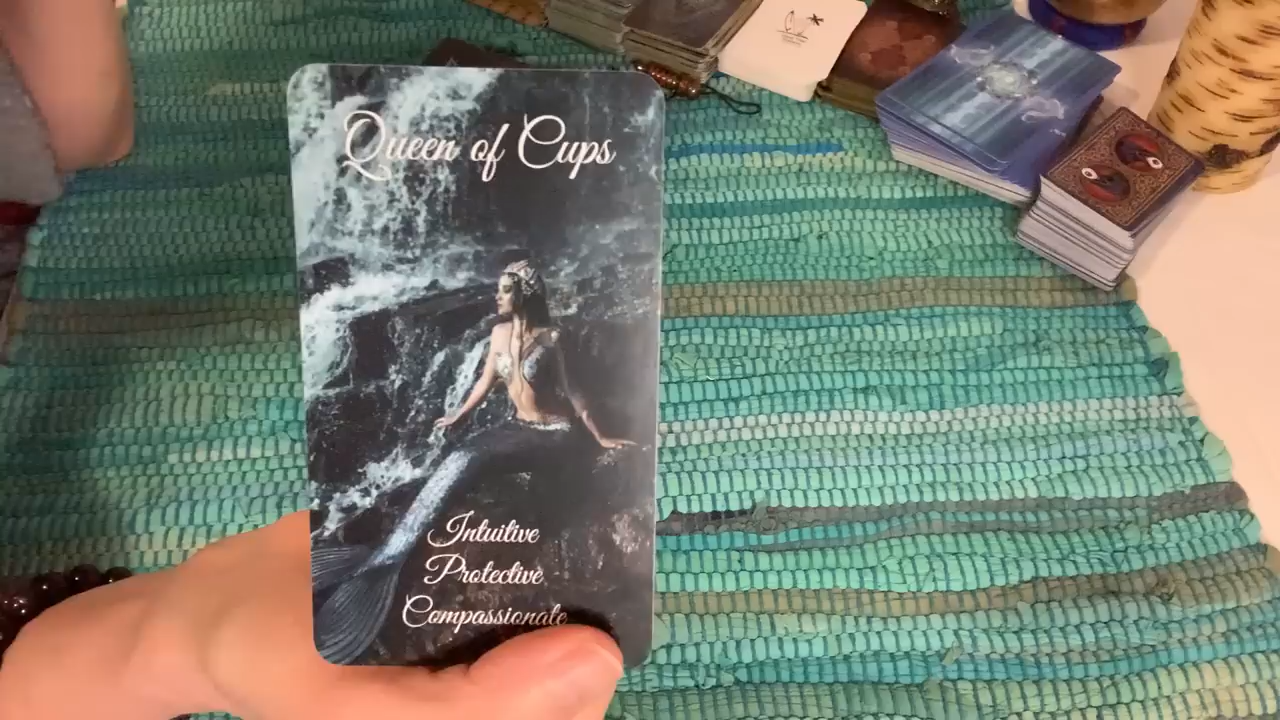 Queen of Cups
Intuitive
Protective
Compassionate